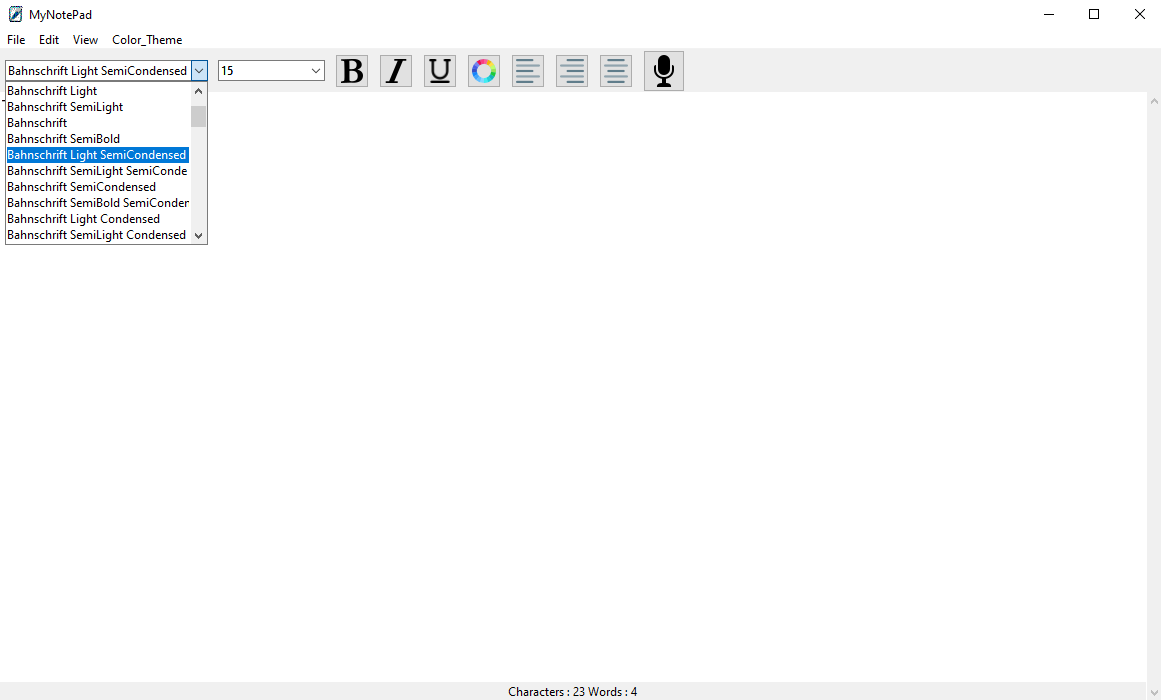 MyNotePad
File Edit View Color_Theme
Bahnschrift Light SemiCondensed 15 B I U
Bahnschrift Light
Bahnschrift SemiLight
Bahnschrift
Bahnschrift SemiBold
Bahnschrift Light SemiCondensed
Bahnschrift SemiLight SemiConde
Bahnschrift SemiCondensed
Bahnschrift SemiBold SemiConder
Bahnschrift Light Condensed
Bahnschrift SemiLight Condensed
Characters : 23 Words : 4